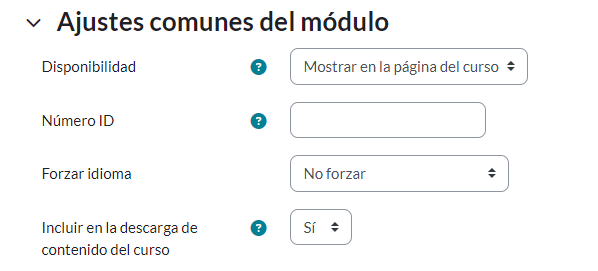 Ajustes comunes del módulo
Disponibilidad ? Mostrar en la página del curso
Número ID ?
Forzar idioma No forzar
Incluir en la descarga de ? Sí
contenido del curso